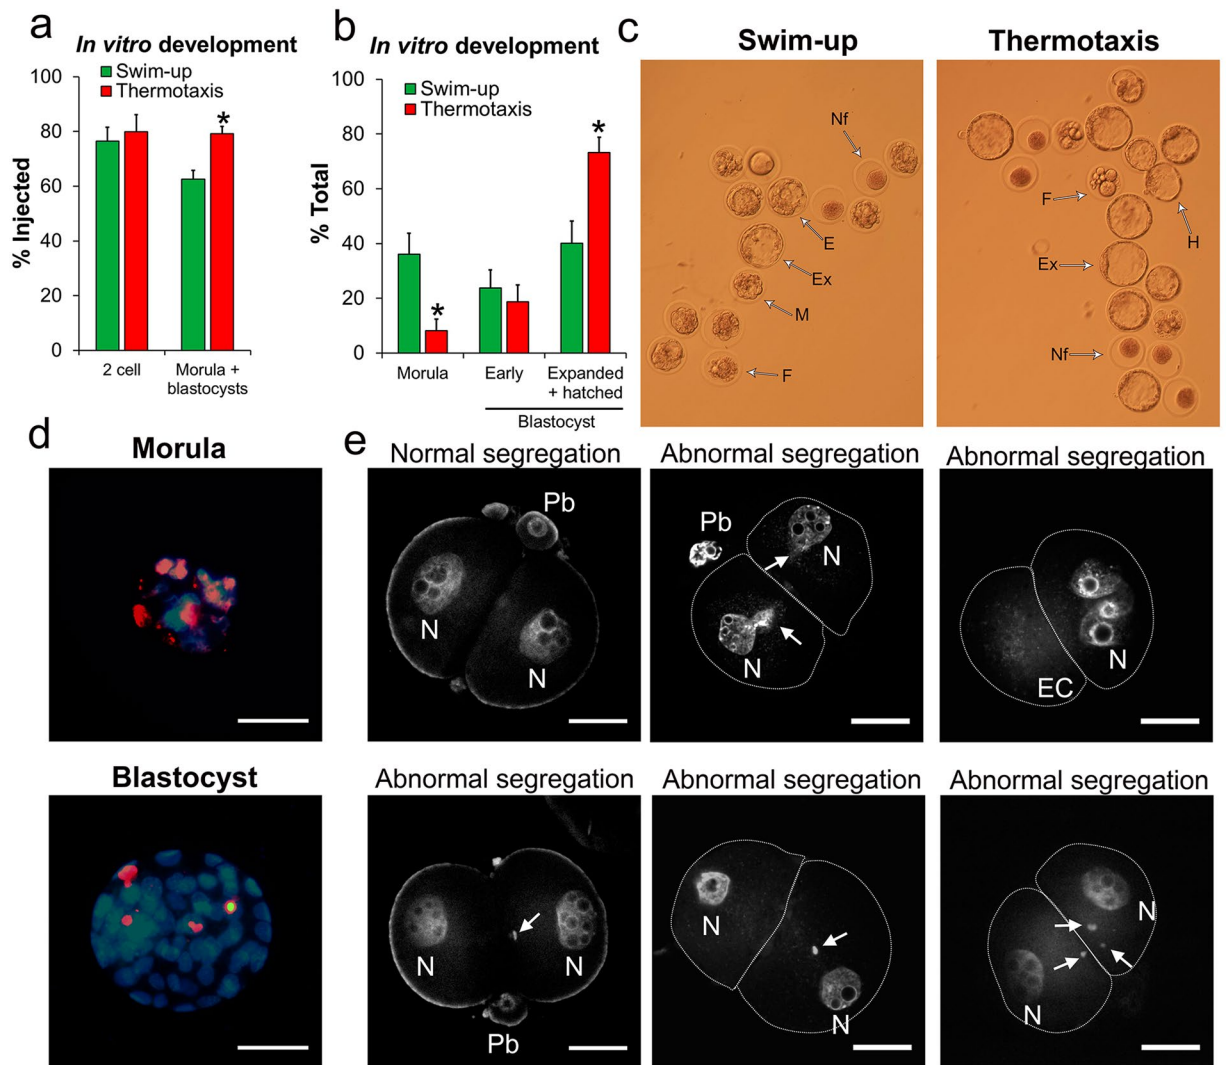 a
In vitro development
Swim-up
Thermotaxis
% Injected
100
80
60
40
20
0
*
2 cell
Morula +
blastocysts
b
In vitro development
Swim-up
Thermotaxis
% Total
100
80
60
40
20
0
*
*
Morula
Early
Expanded
+ hatched
Blastocyst
c
Swim-up
Nf
E
Ex
M
F
Thermotaxis
F
H
Ex
Nf
d
Morula
Blastocyst
e
Normal segregation
Pb
N
N
Abnormal segregation
Pb
N
N
Abnormal segregation
N
EC
Abnormal segregation
N
N
Pb
Abnormal segregation
N
N
Abnormal segregation
N
N